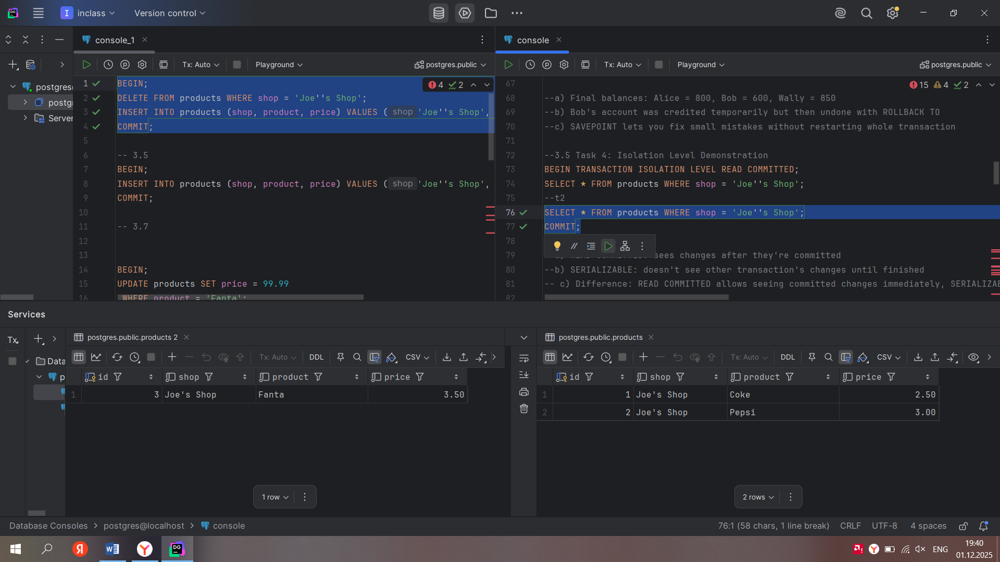 DG
I
inclass
Version control
console_1
console
Tx: Auto
Playground
postgres.public
Tx: Auto
Playground
postgres.public
postgres
postg
Server
1 BEGIN;
2 DELETE FROM products WHERE shop = 'Joe''s Shop';
3 INSERT INTO products (shop, product, price) VALUES ( shop 'Joe''s Shop',
4 COMMIT;
5
6 -- 3.5
7 BEGIN;
8 INSERT INTO products (shop, product, price) VALUES ( shop 'Joe''s Shop',
9 COMMIT;
10
11 -- 3.7
12
13
14 BEGIN;
15 UPDATE products SET price = 99.99
16 WHERE product = 'Fanta';
4 2
15 4 2
67
68 --a) Final balances: Alice = 800, Bob = 600, Wally = 850
69 --b) Bob's account was credited temporarily but then undone with ROLLBACK TO
70 --c) SAVEPOINT lets you fix small mistakes without restarting whole transaction
71
72 --3.5 Task 4: Isolation Level Demonstration
73 BEGIN TRANSACTION ISOLATION LEVEL READ COMMITTED;
74 SELECT * FROM products WHERE shop = 'Joe''s Shop';
75 --t2
76 SELECT * FROM products WHERE shop = 'Joe''s Shop';
77 COMMIT;
78
79 sees changes after they're committed
80 --b) SERIALIZABLE: doesn't see other transaction's changes until finished
81 -- c) Difference: READ COMMITTED allows seeing committed changes immediately, SERIALIZAB
82
Services
Tx
Data
p
postgres.public.products 2
Tx: Auto
DDL
CSV
id shop product price
1 3 Joe's Shop Fanta 3.50
1 row
postgres.public.products
Tx: Auto
DDL
CSV
id shop product price
1 1 Joe's Shop Coke 2.50
2 2 Joe's Shop Pepsi 3.00
2 rows
Database Consoles > postgres@localhost > console
76:1 (58 chars, 1 line break) CRLF UTF-8 4 spaces
Я
W
Y
DG
ENG
19:40
01.12.2025